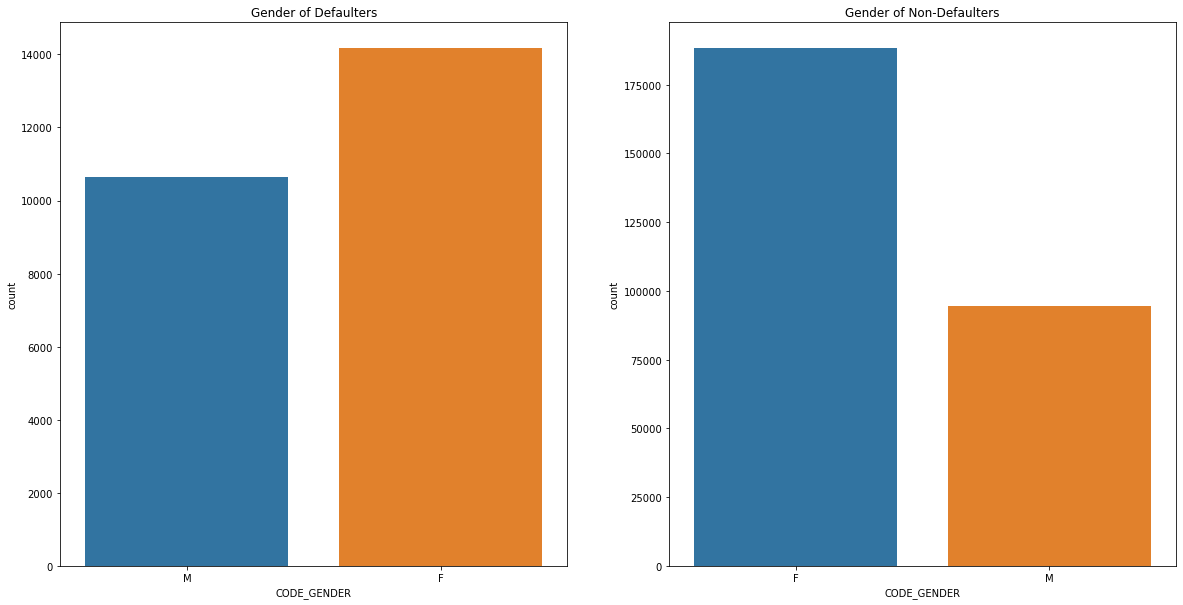 Gender of Defaulters
14000
12000
10000
8000
6000
4000
2000
0
count
M F
CODE_GENDER
Gender of Non-Defaulters
175000
150000
125000
100000
75000
50000
25000
0
count
F M
CODE_GENDER